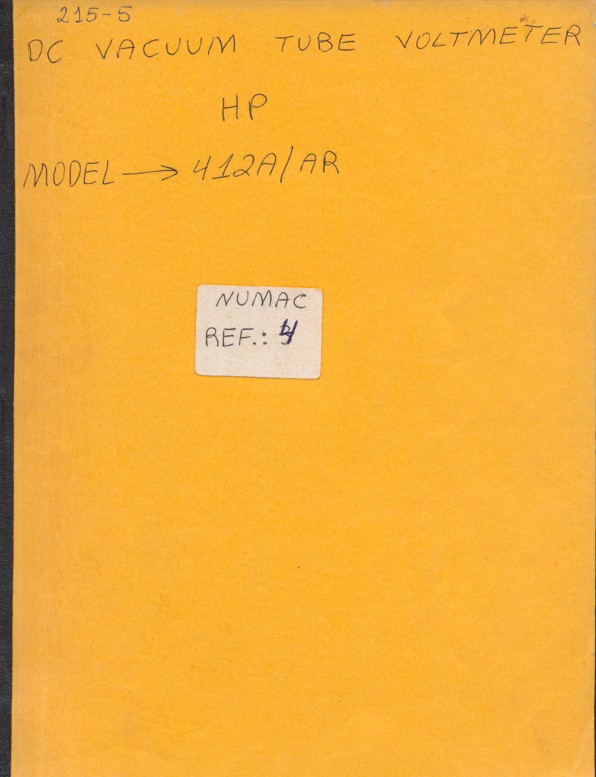 215-5
DC VACUUM TUBE VOLTMETER
HP
MODEL → 412A/AR
NUMAC
REF.: 4